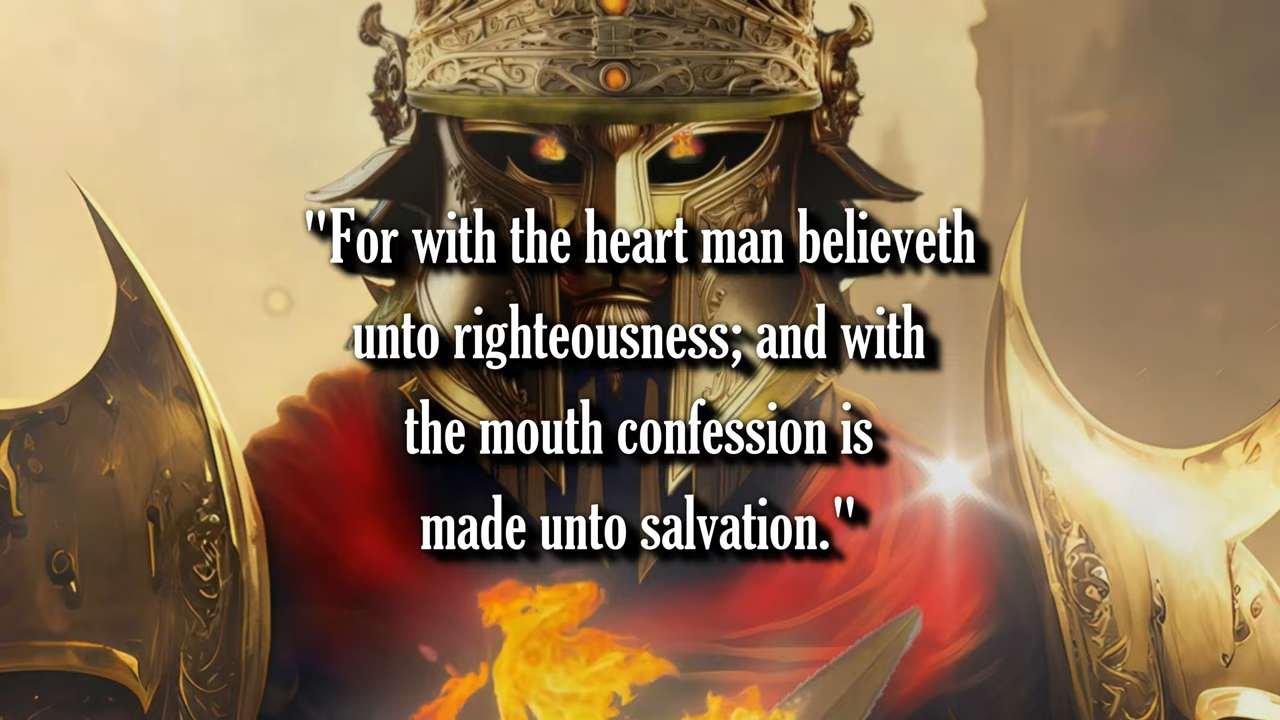 "For with the heart man believeth
unto righteousness; and with
the mouth confession is
made unto salvation."